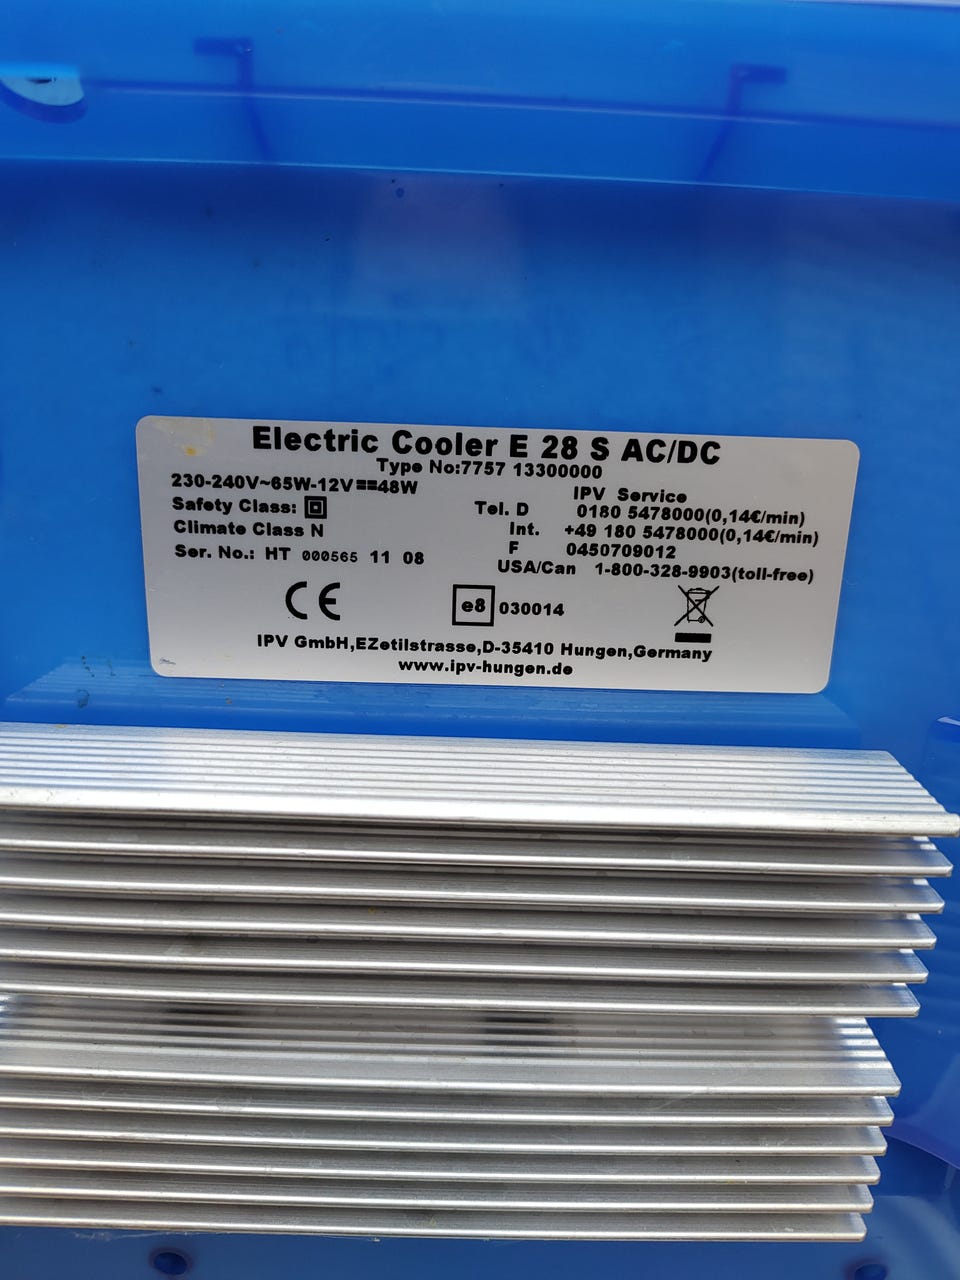 Electric Cooler E 28 S AC/DC
Type No:7757 13300000
230-240V~65W-12V⎓48W
Safety Class:
Climate Class N
Ser. No.: HT 000565 11 08
IPV Service
Tel. D 0180 5478000(0,14€/min)
Int. +49 180 5478000(0,14€/min)
F 0450709012
USA/Can 1-800-328-9903(toll-free)
CE
e8 030014
IPV GmbH,EZetilstrasse,D-35410 Hungen,Germany
www.ipv-hungen.de